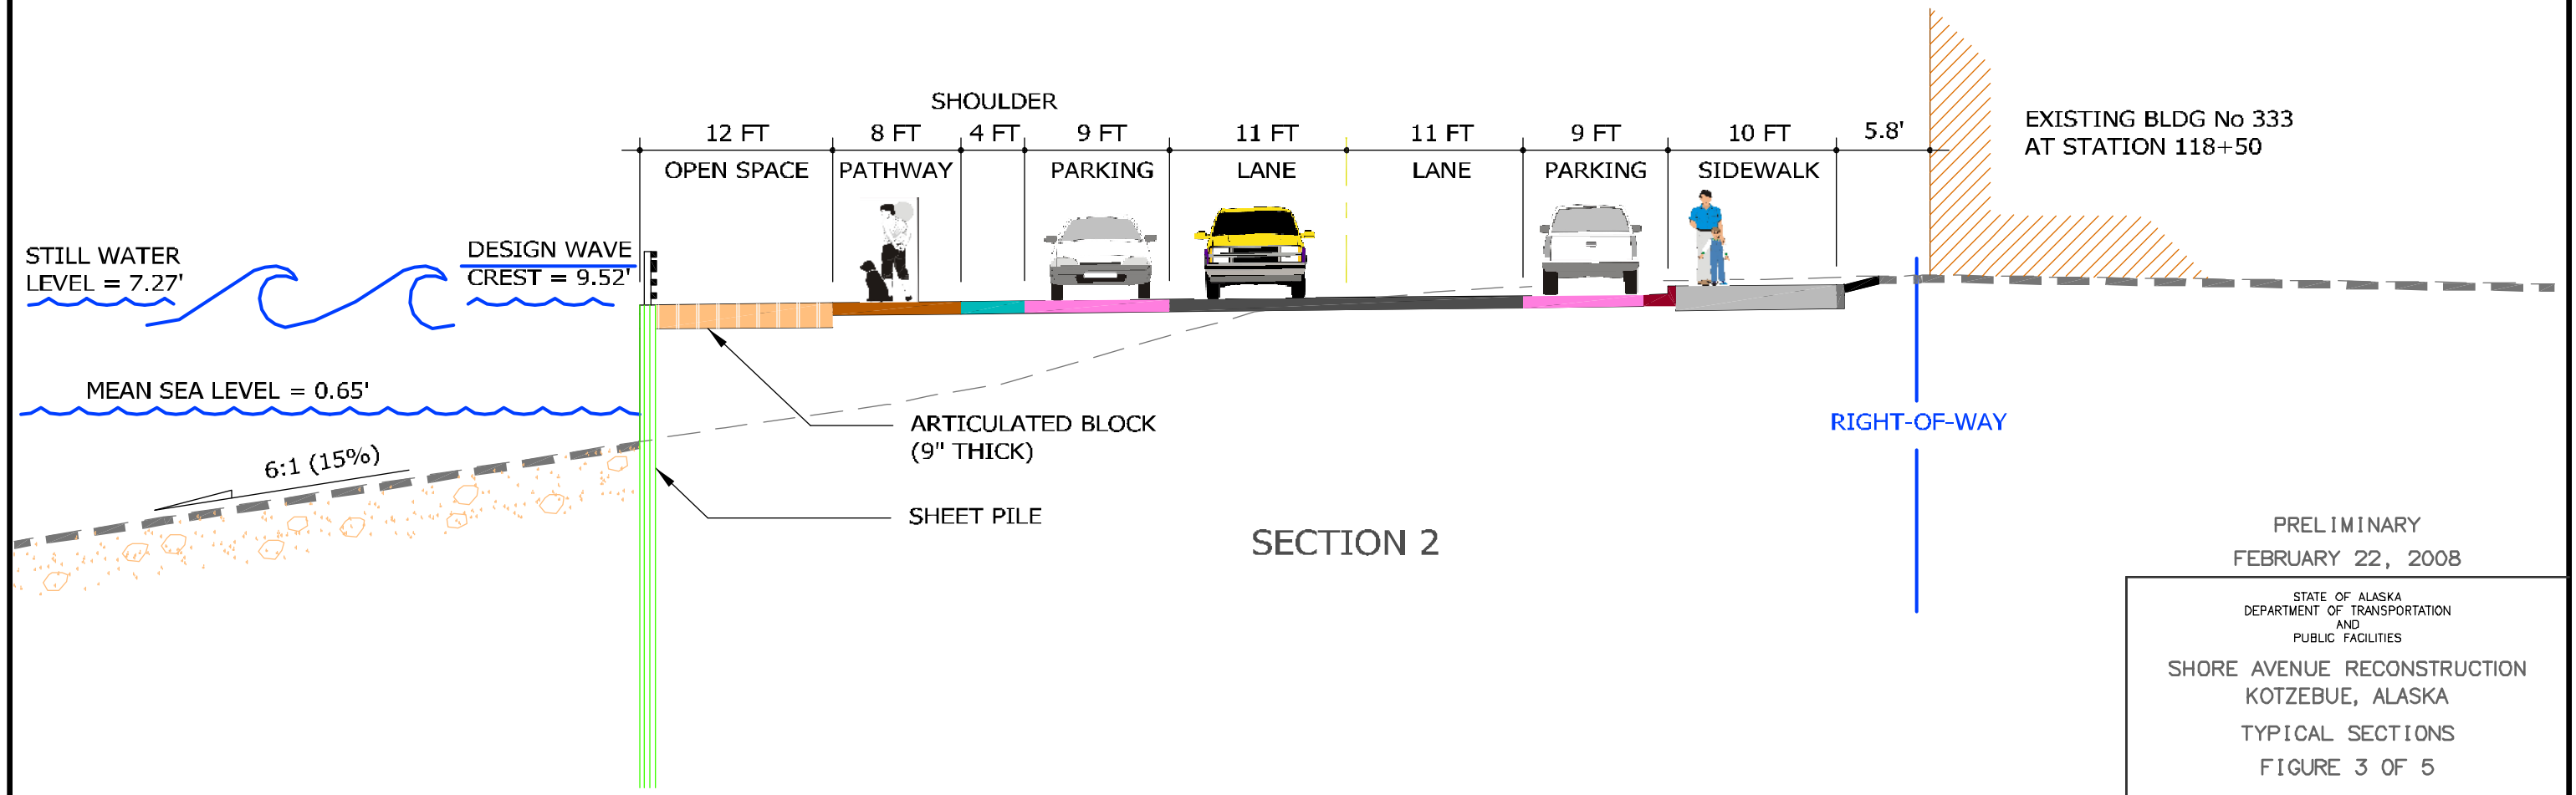 SHOULDER
12 FT 8 FT 4 FT 9 FT 11 FT 11 FT 9 FT 10 FT 5.8'
OPEN SPACE PATHWAY PARKING LANE LANE PARKING SIDEWALK
EXISTING BLDG No 333
AT STATION 118+50
STILL WATER
LEVEL = 7.27'
DESIGN WAVE
CREST = 9.52'
MEAN SEA LEVEL = 0.65'
6:1 (15%)
ARTICULATED BLOCK
(9" THICK)
SHEET PILE
RIGHT-OF-WAY
SECTION 2
PRELIMINARY
FEBRUARY 22, 2008
STATE OF ALASKA
DEPARTMENT OF TRANSPORTATION
AND
PUBLIC FACILITIES
SHORE AVENUE RECONSTRUCTION
KOTZEBUE, ALASKA
TYPICAL SECTIONS
FIGURE 3 OF 5